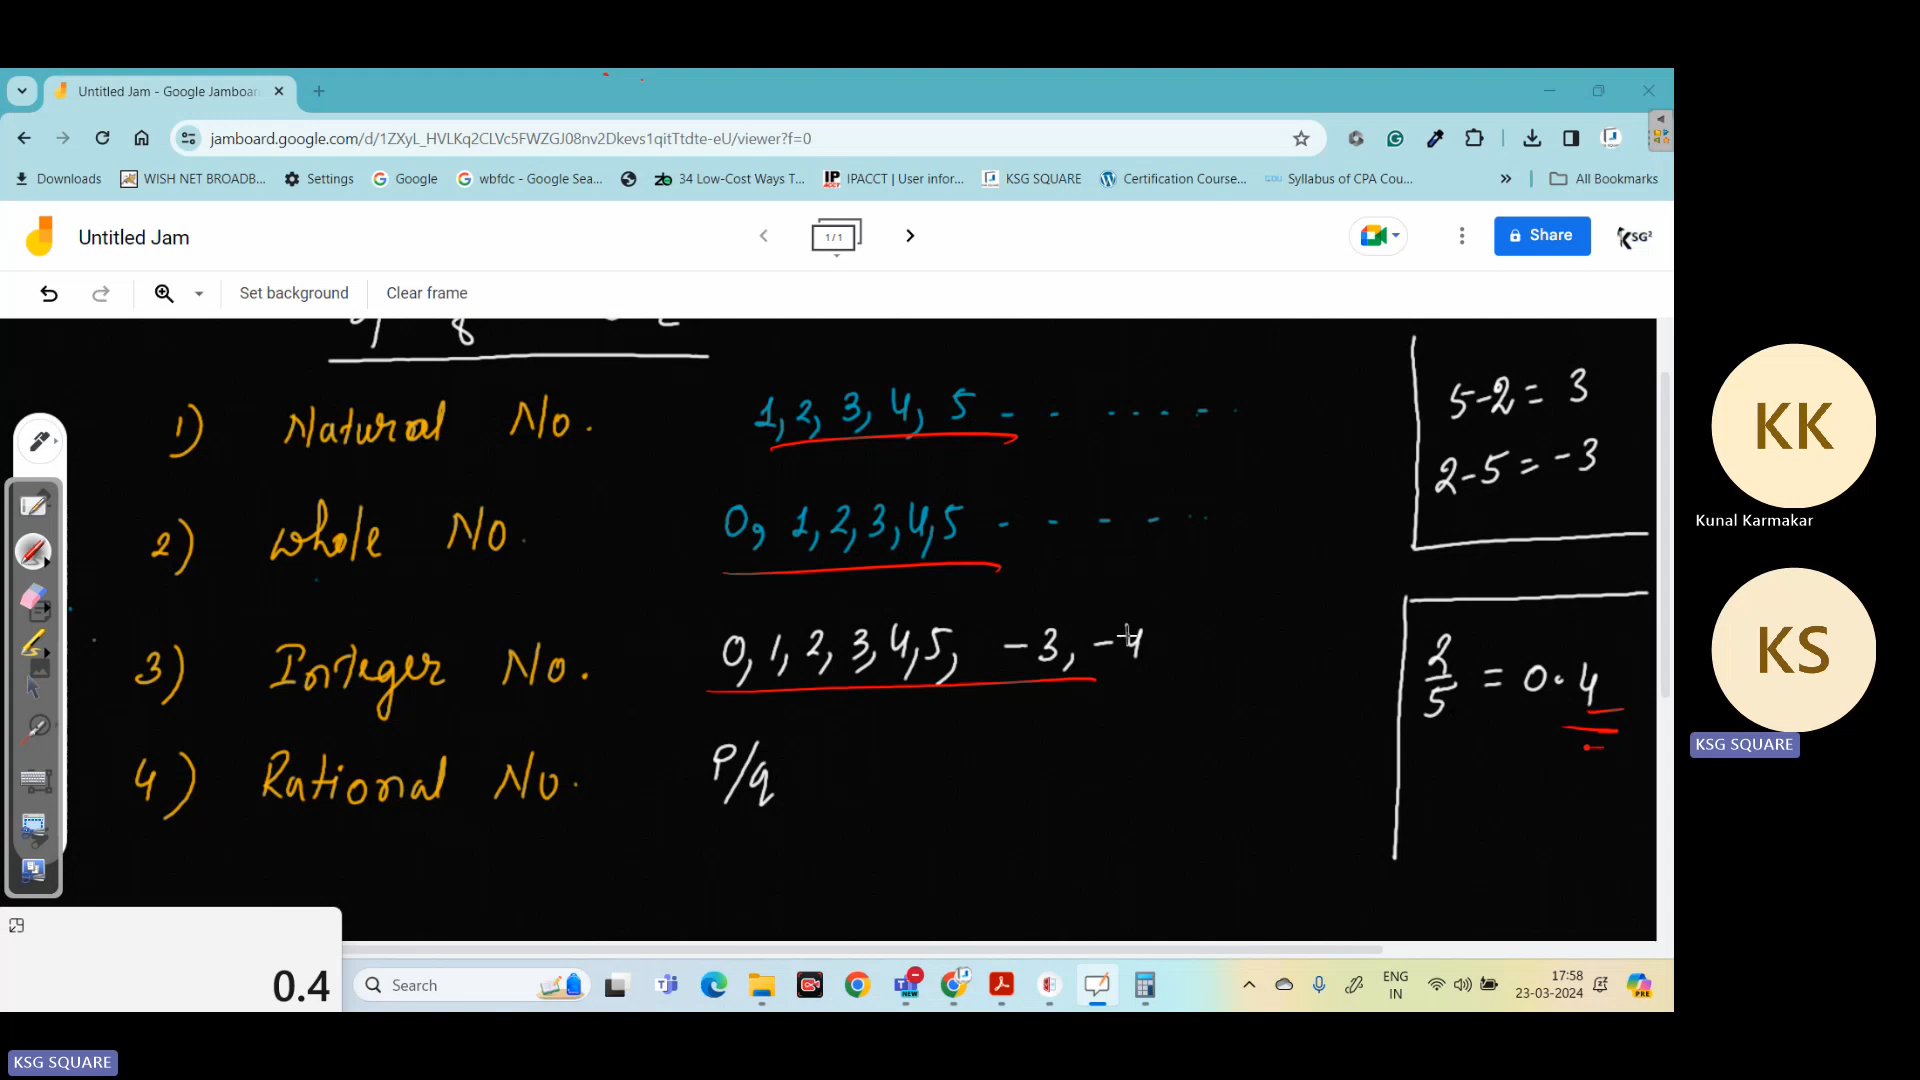 Untitled Jam - Google Jamboar
jamboard.google.com/d/1ZXyL_HVLKq2CLVc5FWZGJ08nv2Dkevs1qitTtdte-eU/viewer?f=0
Downloads WISH NET BROADB... Settings Google wbfdc - Google Sea... 34 Low-Cost Ways T... IPACCT | User infor... KSG SQUARE Certification Course... Syllabus of CPA Cou... » All Bookmarks
Untitled Jam 1/1 Share KSG²
Set background Clear frame
1) Natural No. 1, 2, 3, 4, 5 - - - - - - -
5-2 = 3
2-5 = -3
2) Whole No. 0, 1, 2, 3, 4, 5 - - - - -
3) Integer No. 0, 1, 2, 3, 4, 5, -3, -4
2/5 = 0.4
4) Rational No. P/q
KK
Kunal Karmakar
KS
KSG SQUARE
0.4
Search
NEW
ENG
IN
17:58
23-03-2024
PRE
KSG SQUARE